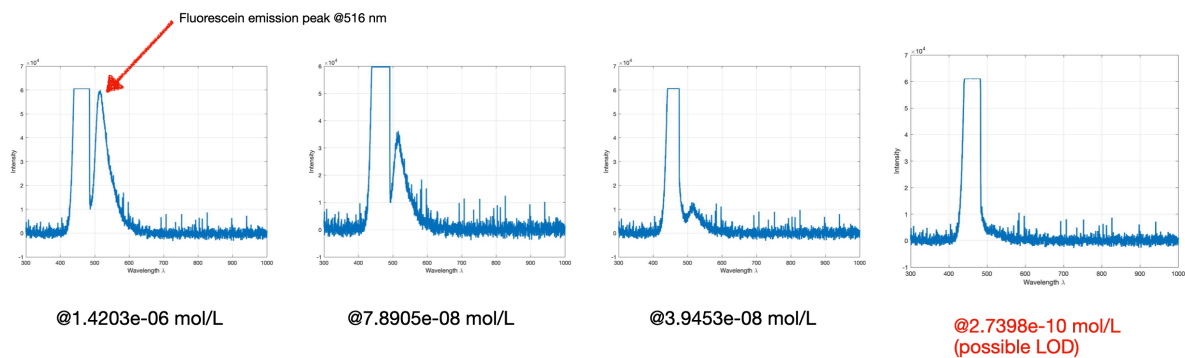 Fluorescein emission peak @516 nm
×10⁴
7
6
5
4
3
2
1
0
-1
Intensity
300 400 500 600 700 800 900 1000
Wavelength λ
×10⁴
7
6
5
4
3
2
1
0
-1
Intensity
300 400 500 600 700 800 900 1000
Wavelength λ
×10⁴
7
6
5
4
3
2
1
0
-1
Intensity
300 400 500 600 700 800 900 1000
Wavelength λ
×10⁴
7
6
5
4
3
2
1
0
-1
Intensity
300 400 500 600 700 800 900 1000
Wavelength λ
@1.4203e-06 mol/L
@7.8905e-08 mol/L
@3.9453e-08 mol/L
@2.7398e-10 mol/L
(possible LOD)